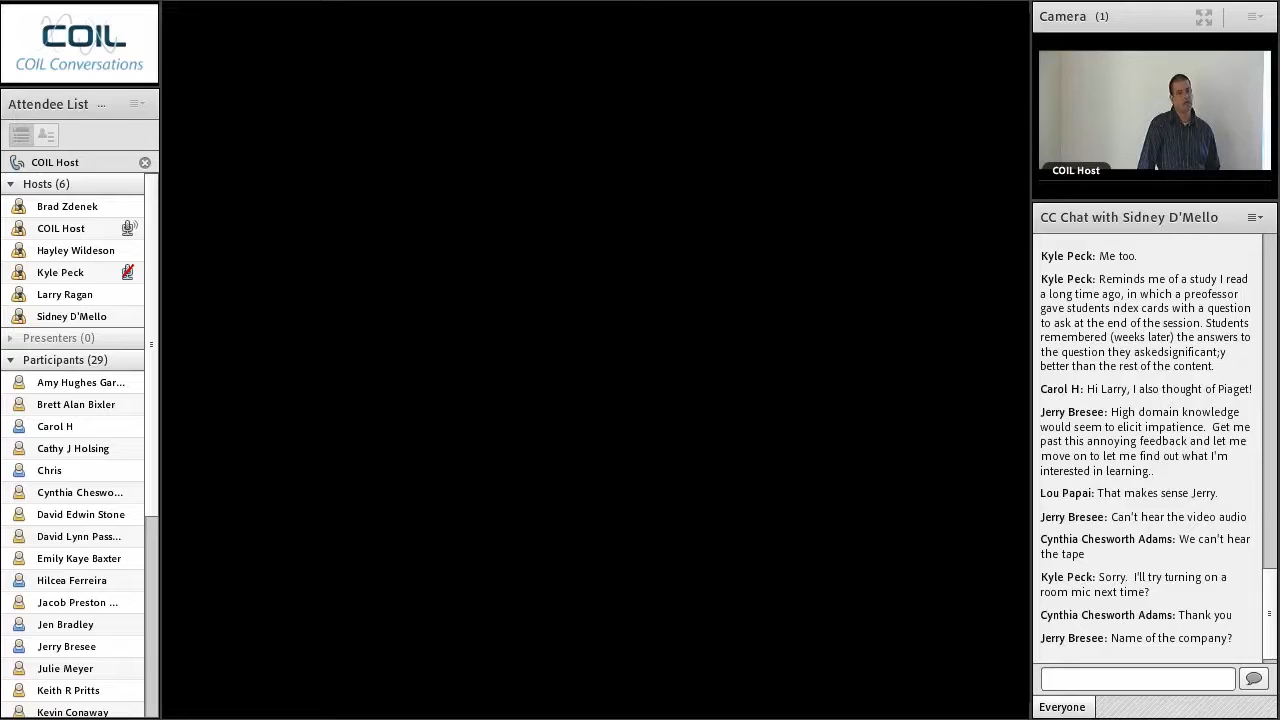 COIL
COIL Conversations
Attendee List ...
COIL Host
Hosts (6)
Brad Zdenek
COIL Host
Hayley Wildeson
Kyle Peck
Larry Ragan
Sidney D'Mello
Presenters (0)
Participants (29)
Amy Hughes Gar...
Brett Alan Bixler
Carol H
Cathy J Holsing
Chris
Cynthia Cheswo...
David Edwin Stone
David Lynn Pass...
Emily Kaye Baxter
Hilcea Ferreira
Jacob Preston ...
Jen Bradley
Jerry Bresee
Julie Meyer
Keith R Pritts
Kevin Conaway
Camera (1)
COIL Host
CC Chat with Sidney D'Mello
Kyle Peck: Me too.
Kyle Peck: Reminds me of a study I read
a long time ago, in which a preofessor
gave students ndex cards with a question
to ask at the end of the session. Students
remembered (weeks later) the answers to
the question they askedsignificant;y
better than the rest of the content.
Carol H: Hi Larry, I also thought of Piaget!
Jerry Bresee: High domain knowledge
would seem to elicit impatience. Get me
past this annoying feedback and let me
move on to let me find out what I'm
interested in learning..
Lou Papai: That makes sense Jerry.
Jerry Bresee: Can't hear the video audio
Cynthia Chesworth Adams: We can't hear
the tape
Kyle Peck: Sorry. I'll try turning on a
room mic next time?
Cynthia Chesworth Adams: Thank you
Jerry Bresee: Name of the company?
Everyone